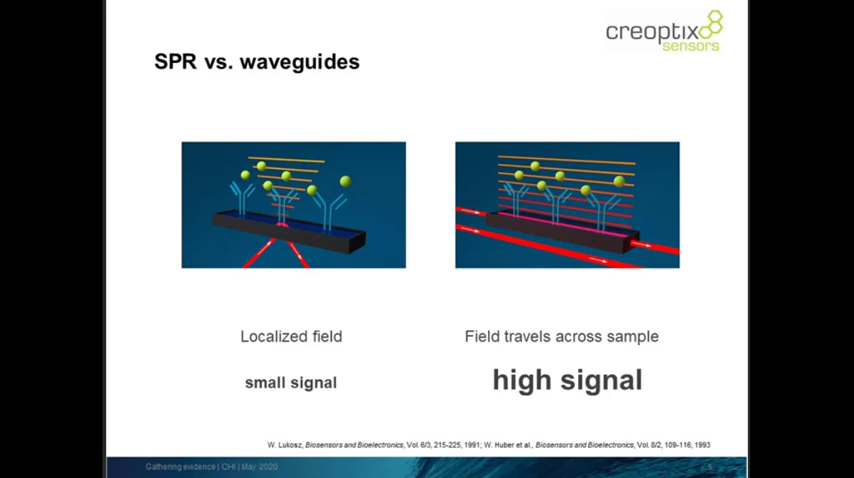 creoptix
sensors
SPR vs. waveguides
Localized field
Field travels across sample
small signal
high signal
W. Lukosz, Biosensors and Bioelectronics, Vol. 6/3, 215-225, 1991; W. Huber et al., Biosensors and Bioelectronics, Vol. 8/2, 109-116, 1993
Gathering evidence | CHI | May 2020
5